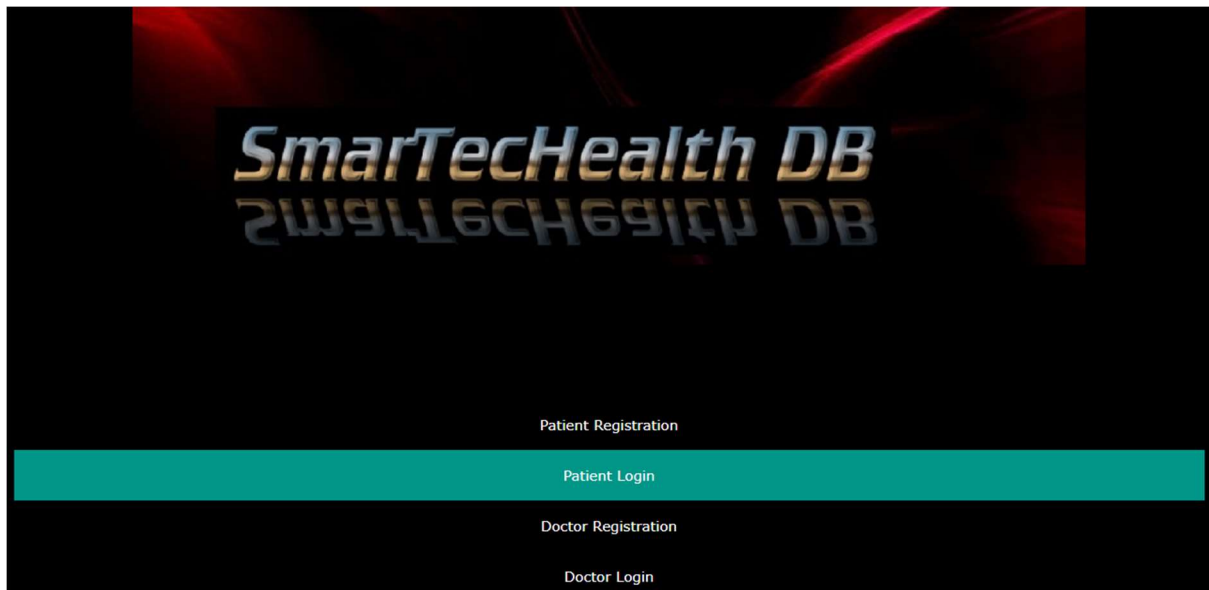 SmarTecHealth DB
Patient Registration
Patient Login
Doctor Registration
Doctor Login